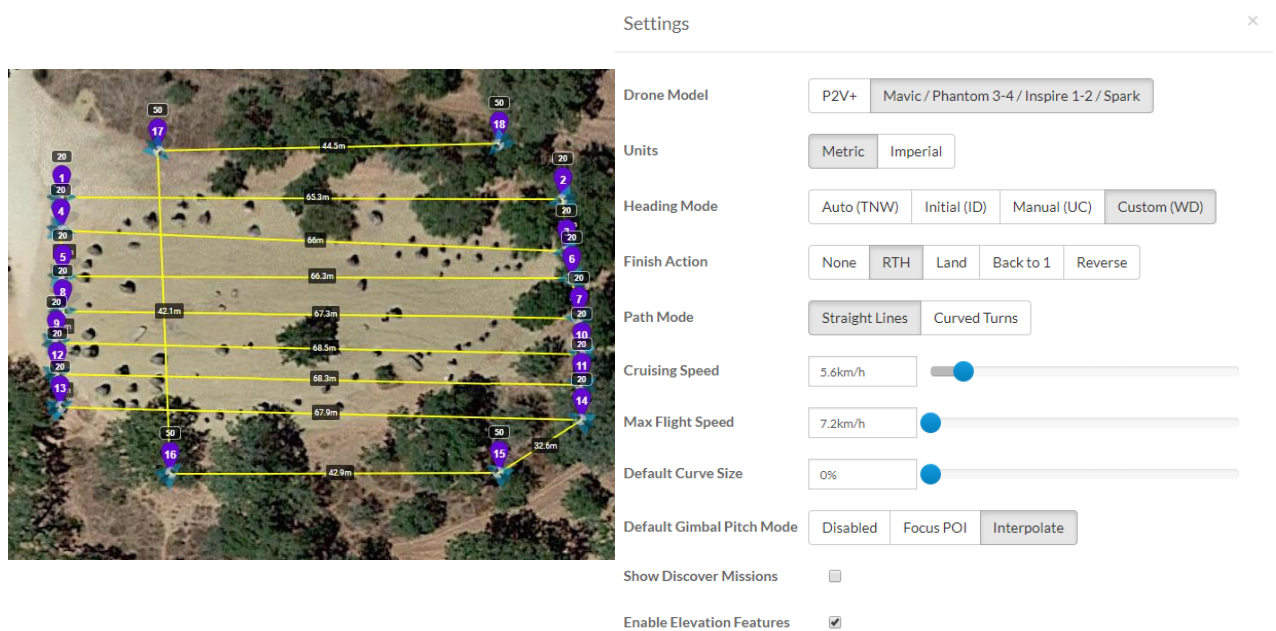 Settings
×
Drone Model P2V+ Mavic / Phantom 3-4 / Inspire 1-2 / Spark
Units Metric Imperial
Heading Mode Auto (TNW) Initial (ID) Manual (UC) Custom (WD)
Finish Action None RTH Land Back to 1 Reverse
Path Mode Straight Lines Curved Turns
Cruising Speed 5.6km/h
Max Flight Speed 7.2km/h
Default Curve Size 0%
Default Gimbal Pitch Mode Disabled Focus POI Interpolate
Show Discover Missions
Enable Elevation Features
50 50
17 18
44.5m
20 20
1 2
20 65.3m 20
4
20 66m 20
5 6
20 66.3m 20
8 7
20 42.1m 67.3m 20
9 10
20 68.5m 20
12 11
20 68.3m 20
13 14
67.9m
50 50
16 15
32.6m
42.9m